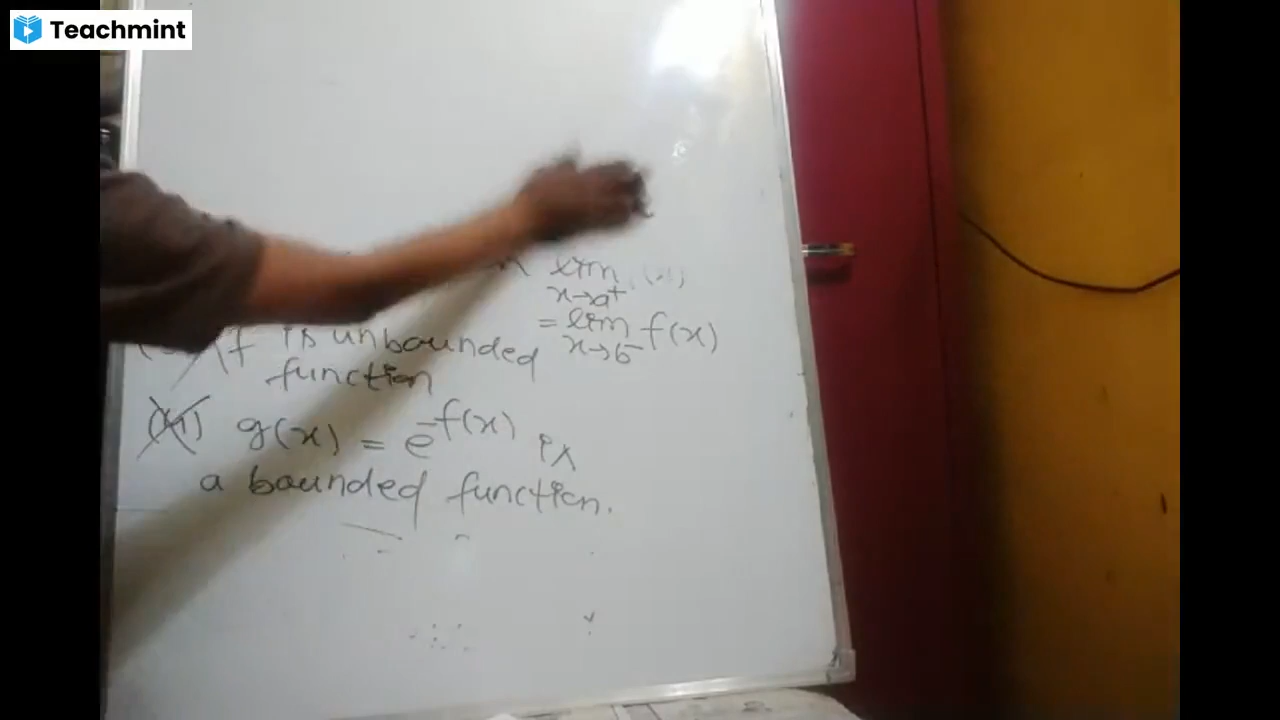 Teachmint
lim
x→a⁺
= lim f(x)
x→b⁻
f is unbounded
function
g(x) = e^-f(x) is
a bounded function.